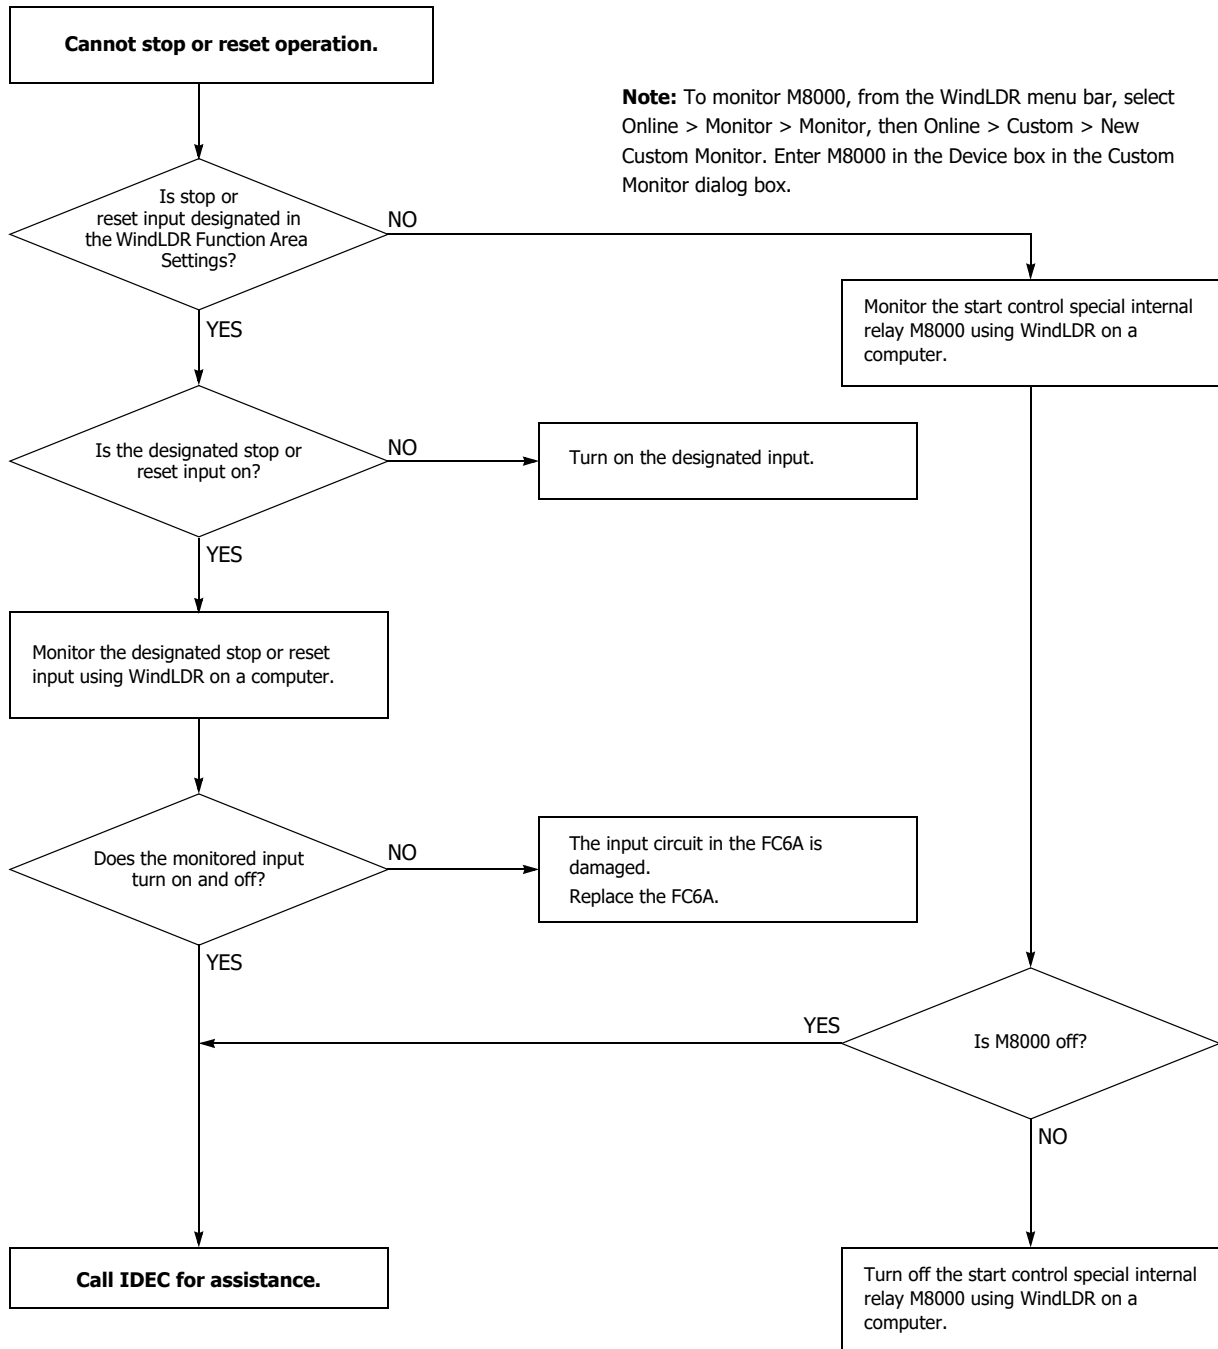 Cannot stop or reset operation.
Note: To monitor M8000, from the WindLDR menu bar, select
Online > Monitor > Monitor, then Online > Custom > New
Custom Monitor. Enter M8000 in the Device box in the Custom
Monitor dialog box.
Is stop or
reset input designated in
the WindLDR Function Area
Settings?
NO
YES
Monitor the start control special internal
relay M8000 using WindLDR on a
computer.
Is the designated stop or
reset input on?
NO
Turn on the designated input.
YES
Monitor the designated stop or reset
input using WindLDR on a computer.
Does the monitored input
turn on and off?
NO
The input circuit in the FC6A is
damaged.
Replace the FC6A.
YES
YES
Is M8000 off?
NO
Call IDEC for assistance.
Turn off the start control special internal
relay M8000 using WindLDR on a
computer.